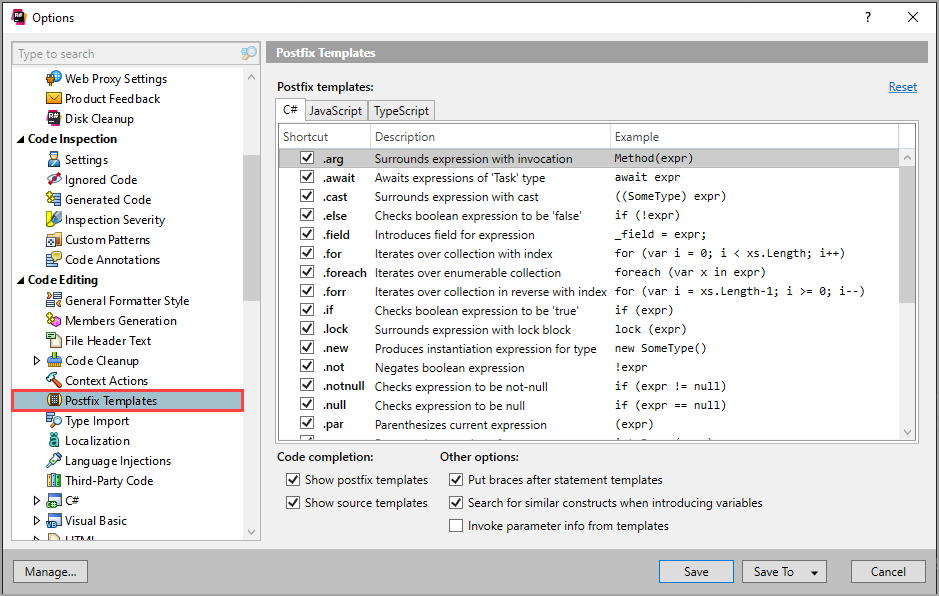 Options
?
Type to search
Web Proxy Settings
Product Feedback
Disk Cleanup
Code Inspection
Settings
Ignored Code
Generated Code
Inspection Severity
Custom Patterns
Code Annotations
Code Editing
General Formatter Style
Members Generation
File Header Text
Code Cleanup
Context Actions
Postfix Templates
Type Import
Localization
Language Injections
Third-Party Code
C#
Visual Basic
HTML
Postfix Templates
Postfix templates:
Reset
C# JavaScript TypeScript
Shortcut Description Example
.arg Surrounds expression with invocation Method(expr)
.await Awaits expressions of 'Task' type await expr
.cast Surrounds expression with cast ((SomeType) expr)
.else Checks boolean expression to be 'false' if (!expr)
.field Introduces field for expression _field = expr;
.for Iterates over collection with index for (var i = 0; i < xs.Length; i++)
.foreach Iterates over enumerable collection foreach (var x in expr)
.forr Iterates over collection in reverse with index for (var i = xs.Length-1; i >= 0; i--)
.if Checks boolean expression to be 'true' if (expr)
.lock Surrounds expression with lock block lock (expr)
.new Produces instantiation expression for type new SomeType()
.not Negates boolean expression !expr
.notnull Checks expression to be not-null if (expr != null)
.null Checks expression to be null if (expr == null)
.par Parenthesizes current expression (expr)
Code completion:
Show postfix templates
Show source templates
Other options:
Put braces after statement templates
Search for similar constructs when introducing variables
Invoke parameter info from templates
Manage...
Save
Save To
Cancel